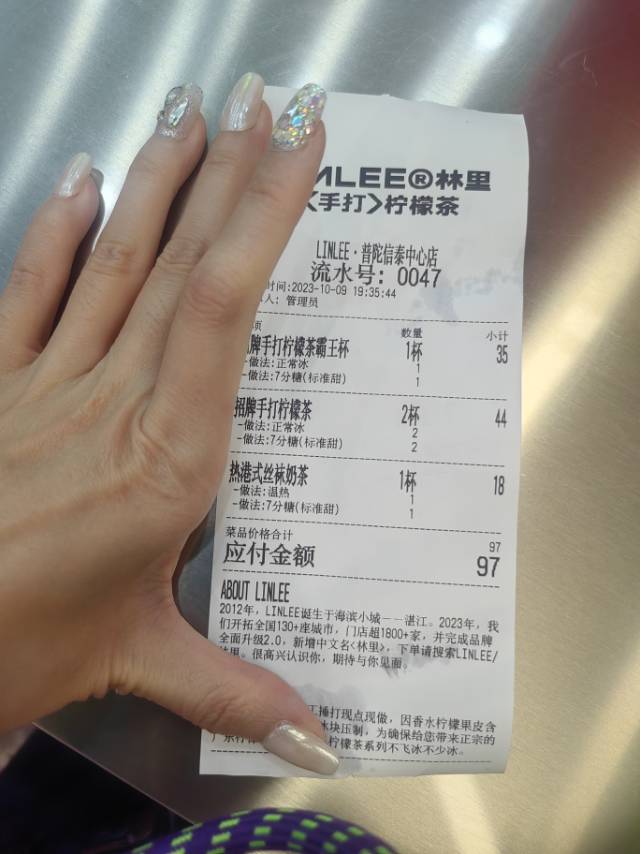 MLEE®林里
<手打>柠檬茶
LINLEE·普陀信泰中心店
流水号: 0047
时间:2023-10-09 19:35:44
人: 管理员
项 数量 小计
牌手打柠檬茶霸王杯 1杯 35
-做法:正常冰 1
-做法:7分糖(标准甜) 1
招牌手打柠檬茶 2杯 44
-做法:正常冰 2
-做法:7分糖(标准甜) 2
热港式丝袜奶茶 1杯 18
-做法:温热 1
-做法:7分糖(标准甜) 1
菜品价格合计 97
应付金额 97
ABOUT LINLEE
2012年, LINLEE诞生于海滨小城——湛江。2023年, 我
们开拓全国130+座城市, 门店超1800+家, 并完成品牌
全面升级2.0, 新增中文名<林里>, 下单请搜索LINLEE/
林里。很高兴认识你, 期待与你见面
工捶打现点现做, 因香水柠檬果皮含
冰块压制, 为确保给您带来正宗的
广东柠 柠檬茶系列不飞冰不少冰。